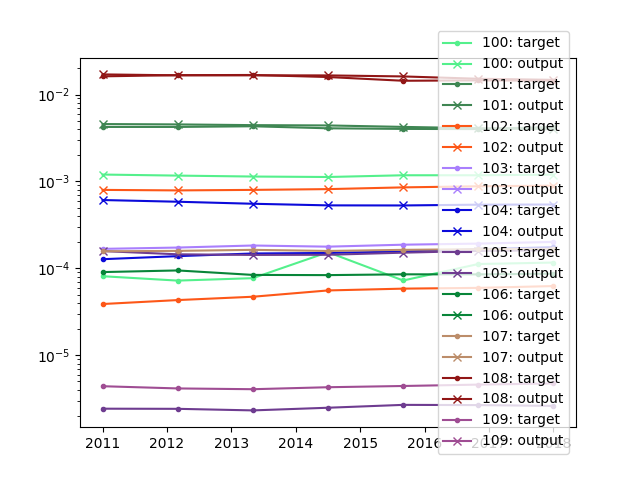 10⁻²
10⁻³
10⁻⁴
10⁻⁵
2011
2012
2013
2014
2015
2016
2017
2018
100: target
100: output
101: target
101: output
102: target
102: output
103: target
103: output
104: target
104: output
105: target
105: output
106: target
106: output
107: target
107: output
108: target
108: output
109: target
109: output